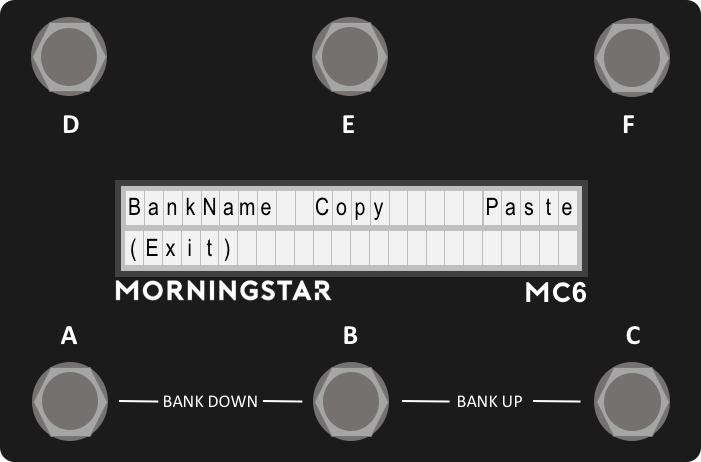 D E F
BankName Copy Paste
(Exit)
MORNINGSTAR MC6
A B C
BANK DOWN BANK UP